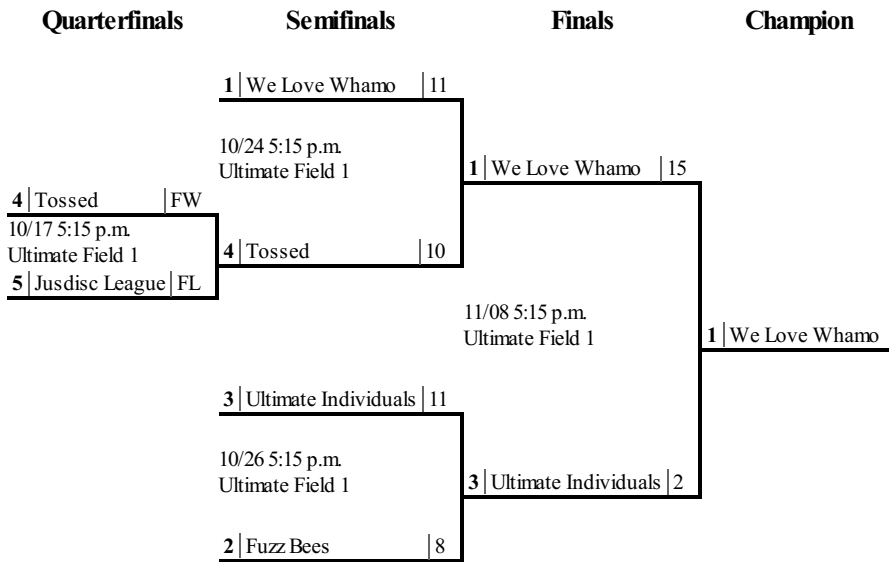 Quarterfinals Semifinals Finals Champion
1 We Love Whamo 11
10/24 5:15 p.m.
Ultimate Field 1
1 We Love Whamo 15
4 Tossed FW
10/17 5:15 p.m.
Ultimate Field 1
4 Tossed 10
5 Jusdisc League FL
11/08 5:15 p.m.
Ultimate Field 1
1 We Love Whamo
3 Ultimate Individuals 11
10/26 5:15 p.m.
Ultimate Field 1
3 Ultimate Individuals 2
2 Fuzz Bees 8